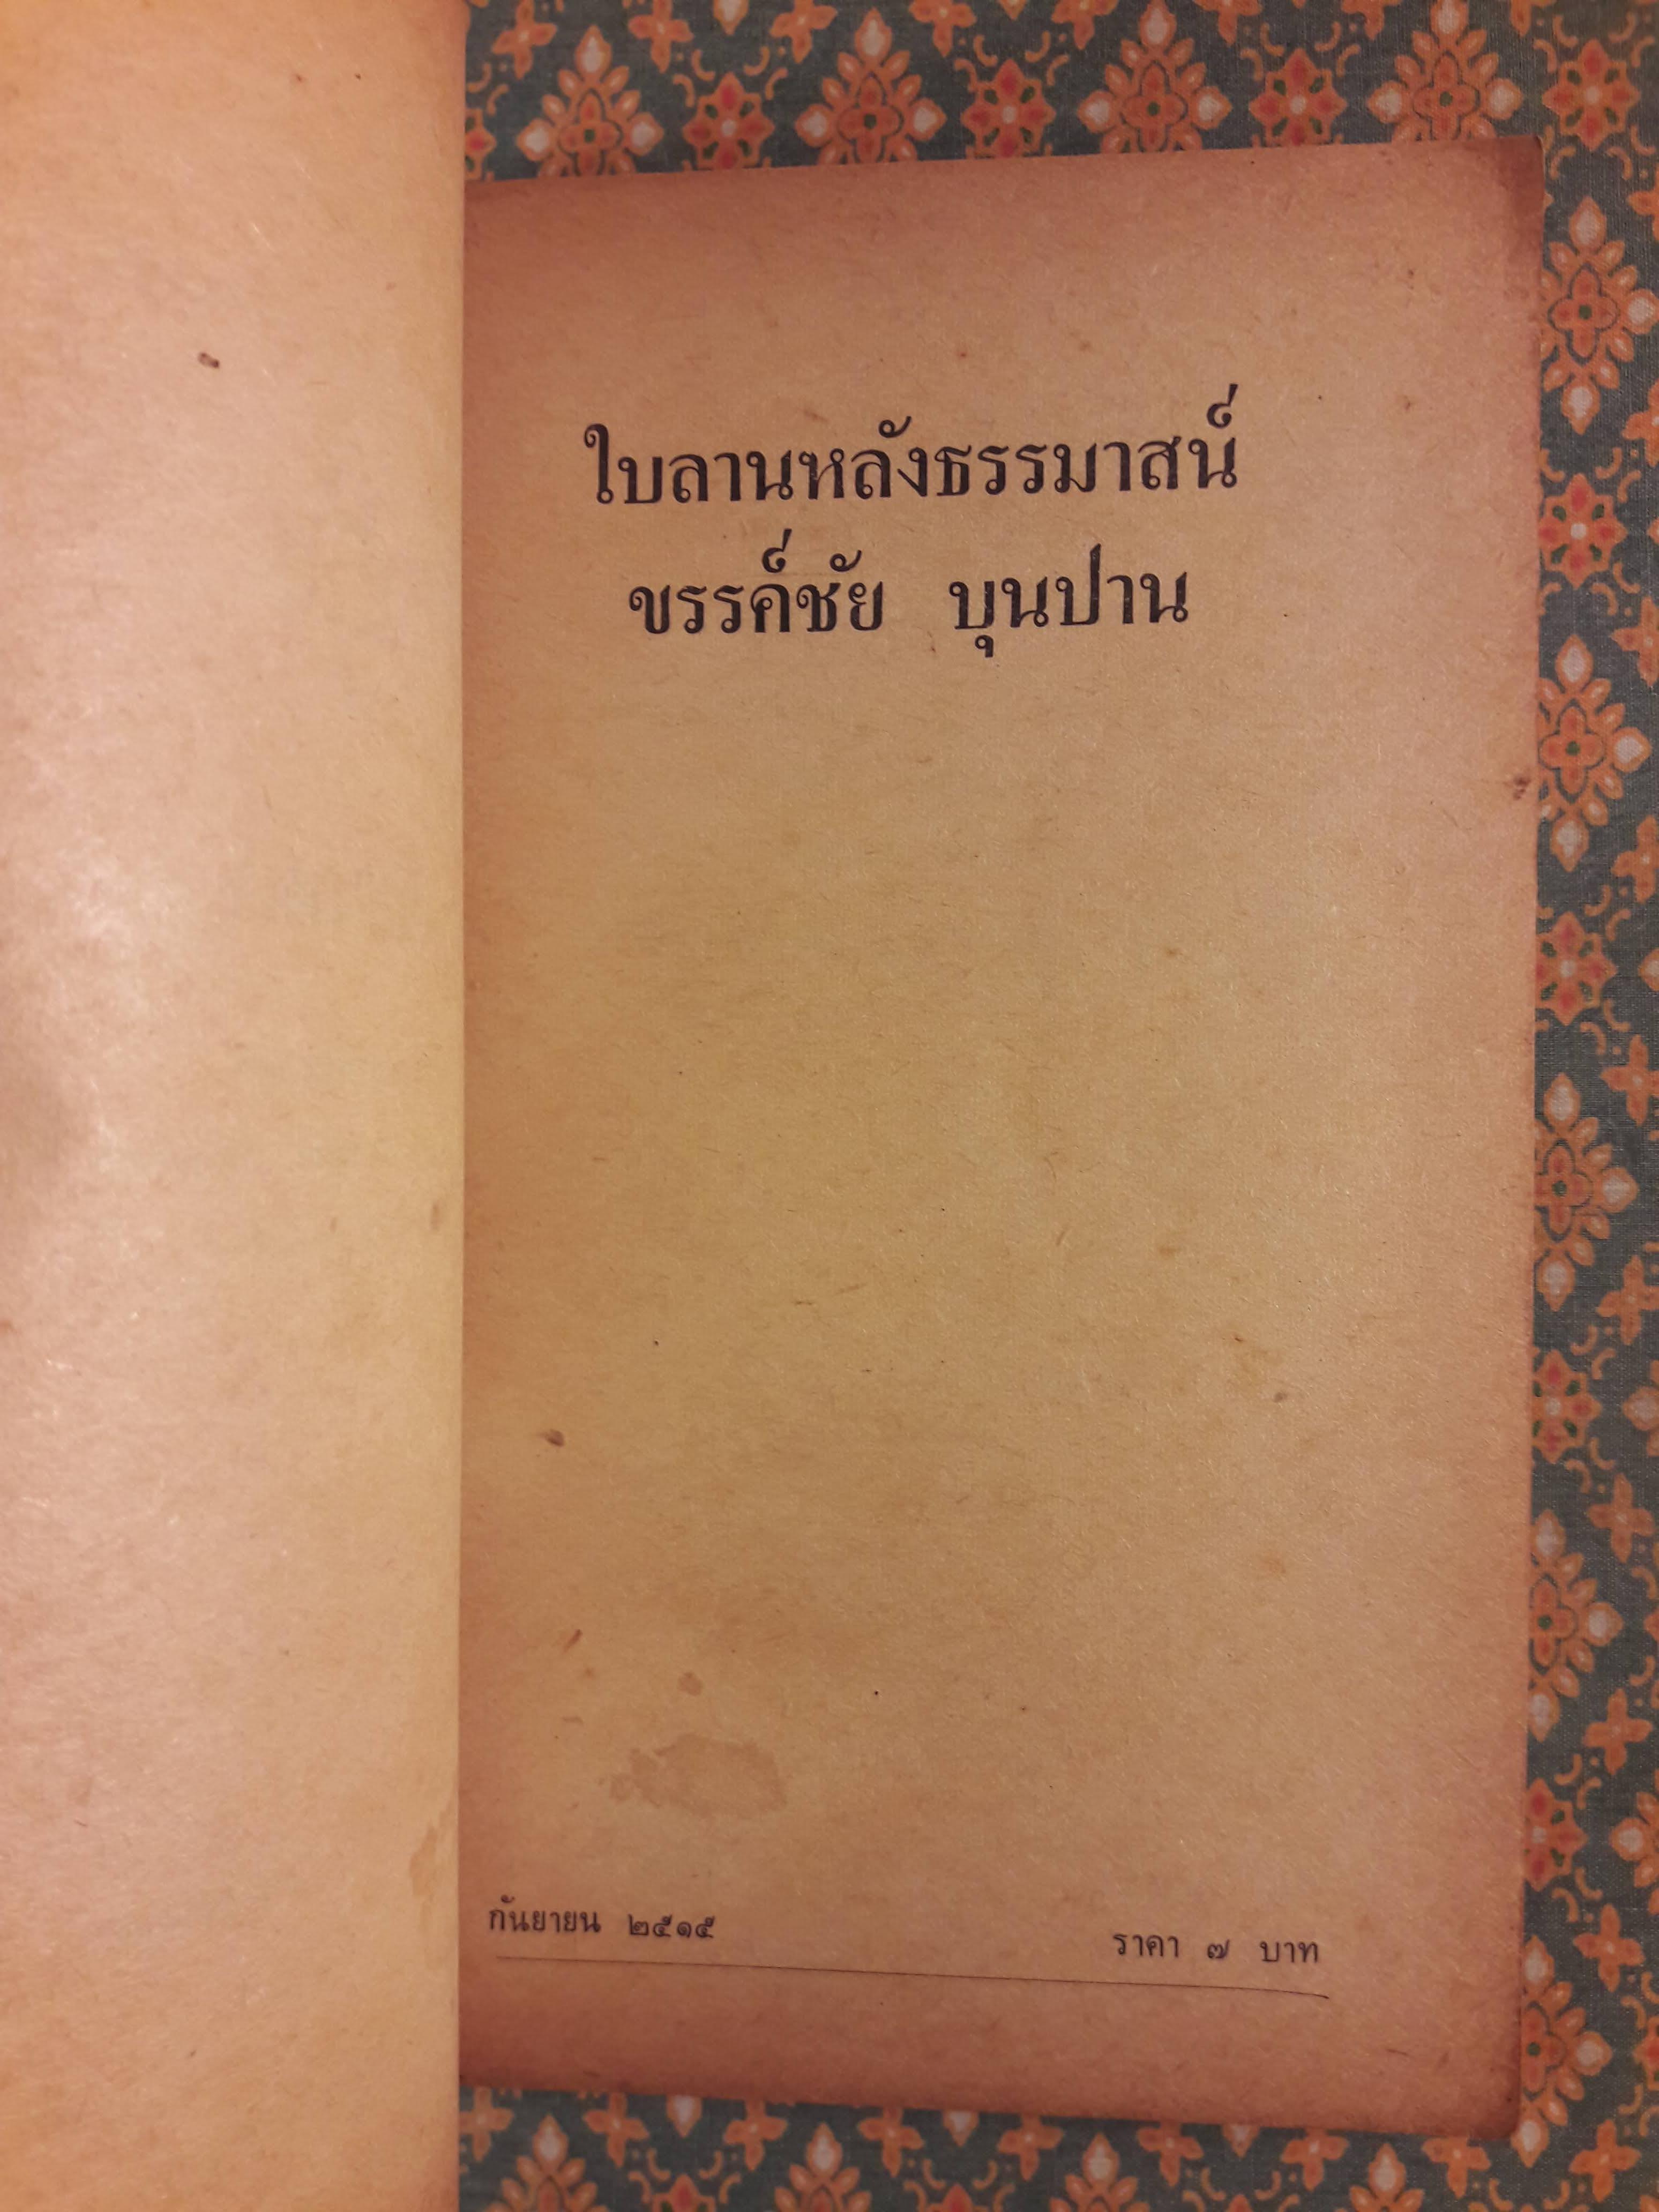 ใบลานหลังธรรมาสน์
ขรรค์ชัย บุนปาน
กันยายน ๒๕๑๕ ราคา ๗ บาท